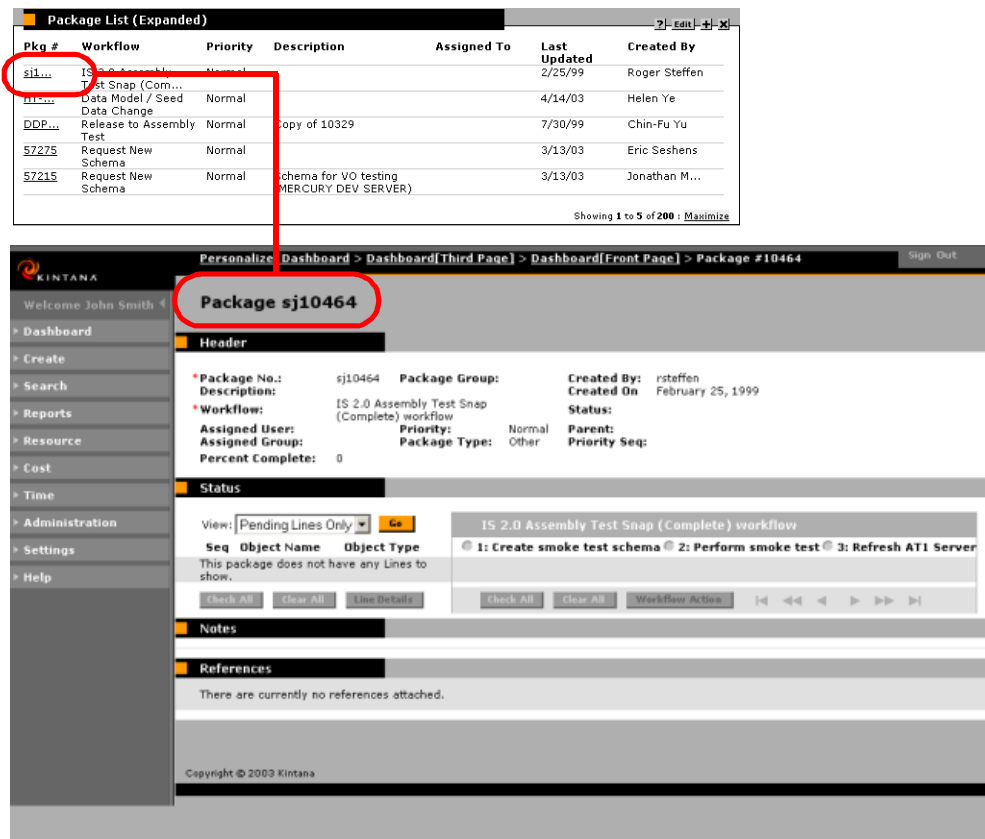 Package List (Expanded)
? Edit + X
Pkg # Workflow Priority Description Assigned To Last Updated Created By
sj1... IS 2.0 Assembly Test Snap (Com... Normal 2/25/99 Roger Steffen
HT-... Data Model / Seed Data Change Normal 4/14/03 Helen Ye
DDP... Release to Assembly Test Normal Copy of 10329 7/30/99 Chin-Fu Yu
57275 Request New Schema Normal 3/13/03 Eric Seshens
57215 Request New Schema Normal Schema for VO testing (MERCURY DEV SERVER) 3/13/03 Jonathan M...
Showing 1 to 5 of 200 : Maximize
KINTANA
Personalize Dashboard > Dashboard[Third Page] > Dashboard[Front Page] > Package #10464
Sign Out
Welcome John Smith
Dashboard
Create
Search
Reports
Resource
Cost
Time
Administration
Settings
Help
Package sj10464
Header
*Package No.: sj10464 Package Group: Created By: rsteffen
Description: Created On February 25, 1999
*Workflow: IS 2.0 Assembly Test Snap (Complete) workflow Status:
Assigned User: Priority: Normal Parent:
Assigned Group: Package Type: Other Priority Seq:
Percent Complete: 0
Status
View: Pending Lines Only Go
Seq Object Name Object Type
This package does not have any Lines to show.
Check All Clear All Line Details
IS 2.0 Assembly Test Snap (Complete) workflow
1: Create smoke test schema 2: Perform smoke test 3: Refresh AT1 Server
Check All Clear All Workflow Action
Notes
References
There are currently no references attached.
Copyright © 2003 Kintana